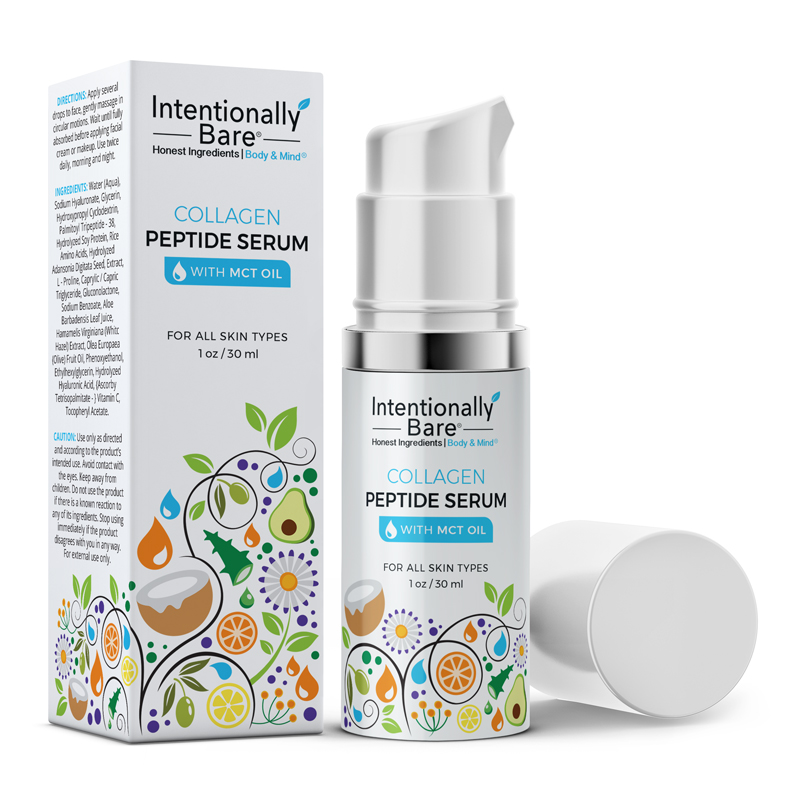 DIRECTIONS: Apply several
drops to face, gently massage in
circular motions. Wait until fully
absorbed before applying facial
cream or makeup. Use twice
daily, morning and night.
INGREDIENTS: Water (Aqua),
Sodium Hyaluronate, Glycerin,
Hydroxypropyl Cyclodextrin,
Palmitoyl Tripeptide - 38,
Hydrolyzed Soy Protein, Rice
Amino Acids, Hydrolyzed
Adansonia Digitata Seed, Extract,
L - Proline, Caprylic / Capric
Triglyceride, Gluconolactone,
Sodium Benzoate, Aloe
Barbadensis Leaf Juice,
Hamamelis Virginiana (Whitc
Hazel) Extract, Olea Europaea
(Olive) Fruit Oil, Phenoxyethanol,
Ethylhexylglycerin, Hydrolyzed
Hyaluronic Acid, (Ascorby
Tetrisopalmitate - ) Vitamin C,
Tocopheryl Acetate.
CAUTION: Use only as directed
and according to the product's
intended use. Avoid contact with
the eyes. Keep away from
children. Do not use the product
if there is a known reaction to
any of its ingredients. Stop using
immediately if the product
disagrees with you in any way.
For external use only.
Intentionally
Bare®
Honest Ingredients | Body & Mind®
COLLAGEN
PEPTIDE SERUM
WITH MCT OIL
FOR ALL SKIN TYPES
1 oz / 30 ml
Intentionally
Bare®
Honest Ingredients | Body & Mind®
COLLAGEN
PEPTIDE SERUM
WITH MCT OIL
FOR ALL SKIN TYPES
1 oz / 30 ml